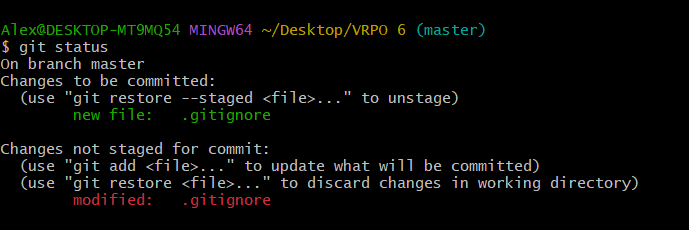 Alex@DESKTOP-MT9MQ54 MINGW64 ~/Desktop/VRPO 6 (master)
$ git status
On branch master
Changes to be committed:
  (use "git restore --staged <file>..." to unstage)
        new file:   .gitignore

Changes not staged for commit:
  (use "git add <file>..." to update what will be committed)
  (use "git restore <file>..." to discard changes in working directory)
        modified:   .gitignore